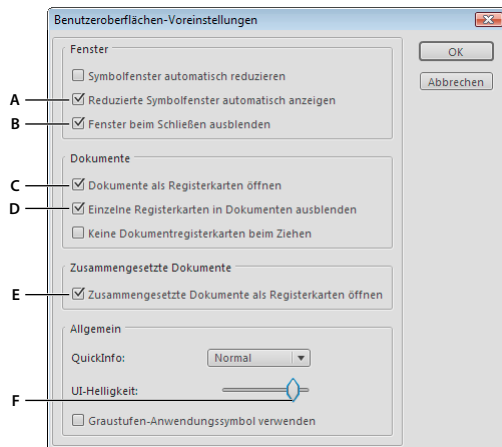 Benutzeroberflächen-Voreinstellungen
Fenster
OK
Symbolfenster automatisch reduzieren
Abbrechen
A
Reduzierte Symbolfenster automatisch anzeigen
B
Fenster beim Schließen ausblenden
Dokumente
C
Dokumente als Registerkarten öffnen
D
Einzelne Registerkarten in Dokumenten ausblenden
Keine Dokumentregisterkarten beim Ziehen
Zusammengesetzte Dokumente
E
Zusammengesetzte Dokumente als Registerkarten öffnen
Allgemein
QuickInfo: Normal
UI-Helligkeit:
F
Graustufen-Anwendungssymbol verwenden